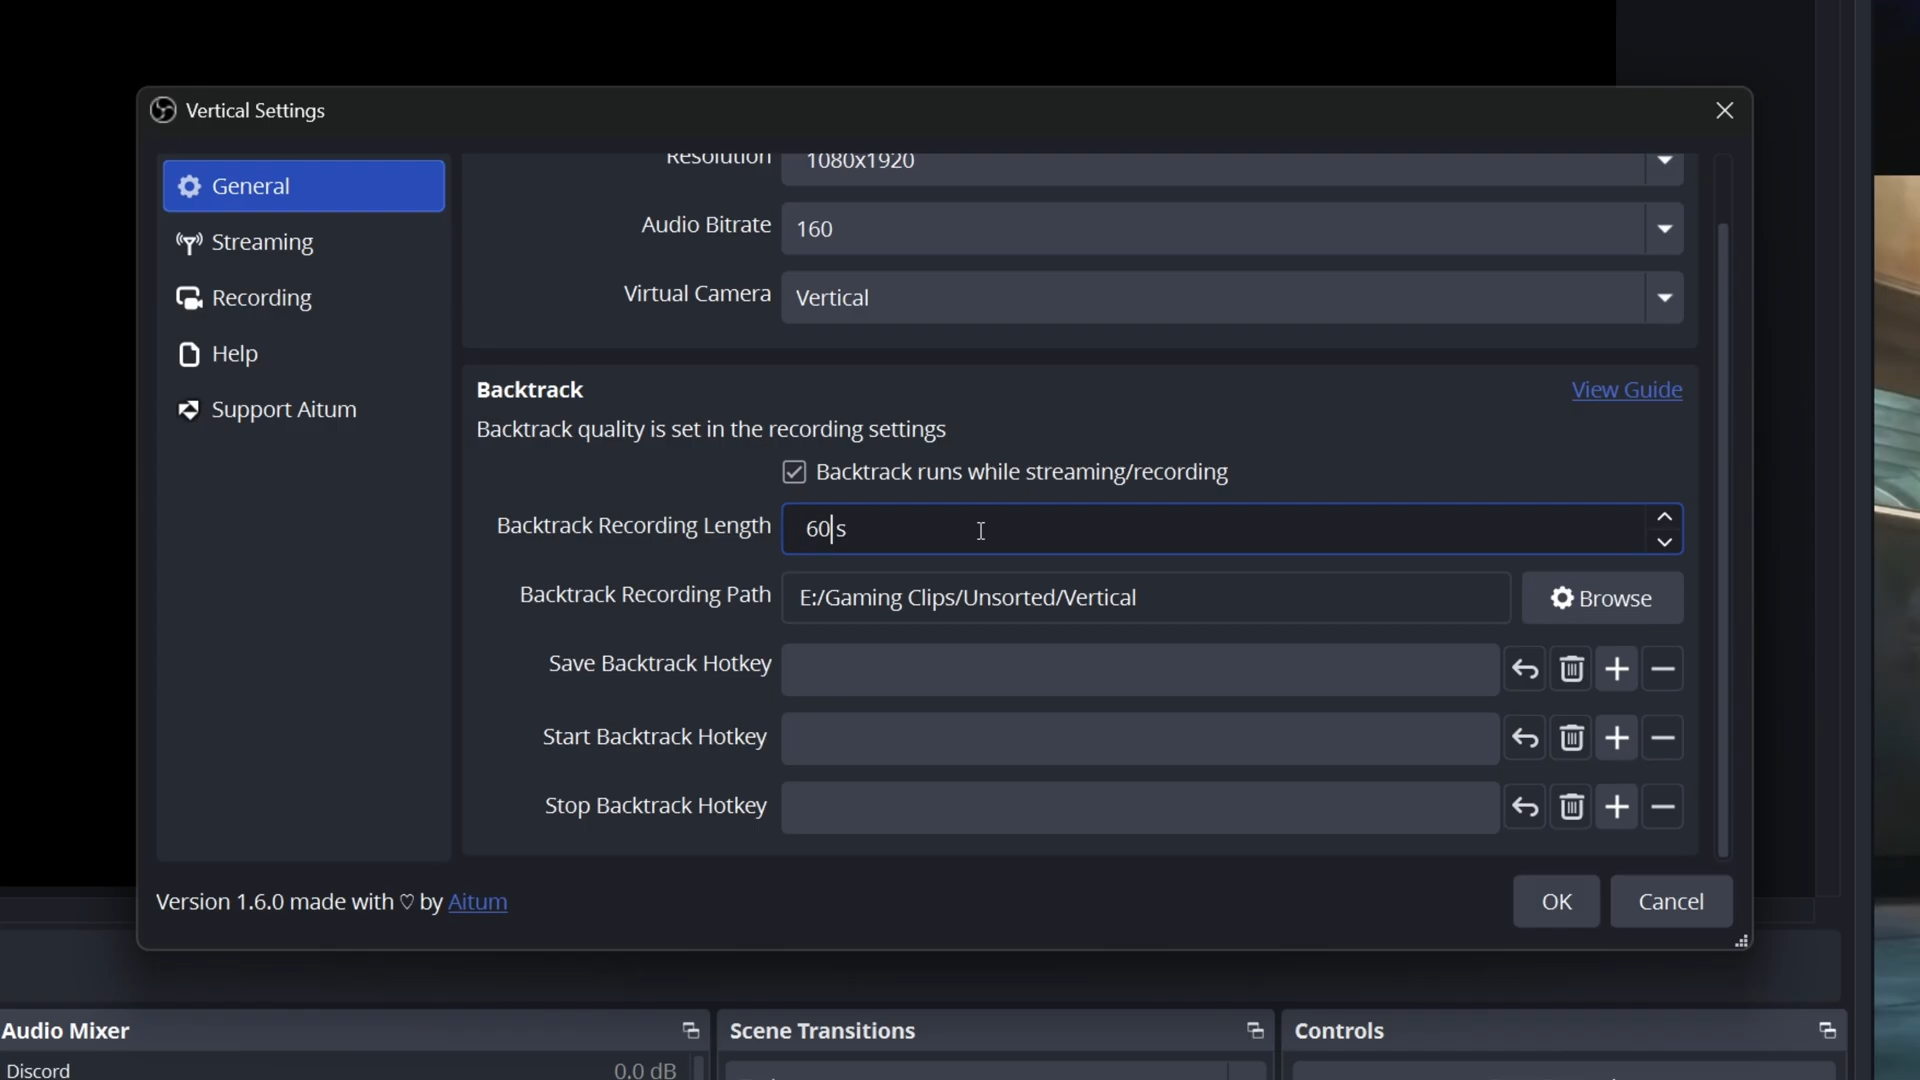 Vertical Settings
General
Streaming
Recording
Help
Support Aitum
Resolution
1080x1920
Audio Bitrate
160
Virtual Camera
Vertical
Backtrack
View Guide
Backtrack quality is set in the recording settings
Backtrack runs while streaming/recording
Backtrack Recording Length
60 s
Backtrack Recording Path
E:/Gaming Clips/Unsorted/Vertical
Browse
Save Backtrack Hotkey
Start Backtrack Hotkey
Stop Backtrack Hotkey
Version 1.6.0 made with ♡ by Aitum
OK
Cancel
Audio Mixer
Scene Transitions
Controls
Discord
0.0 dB